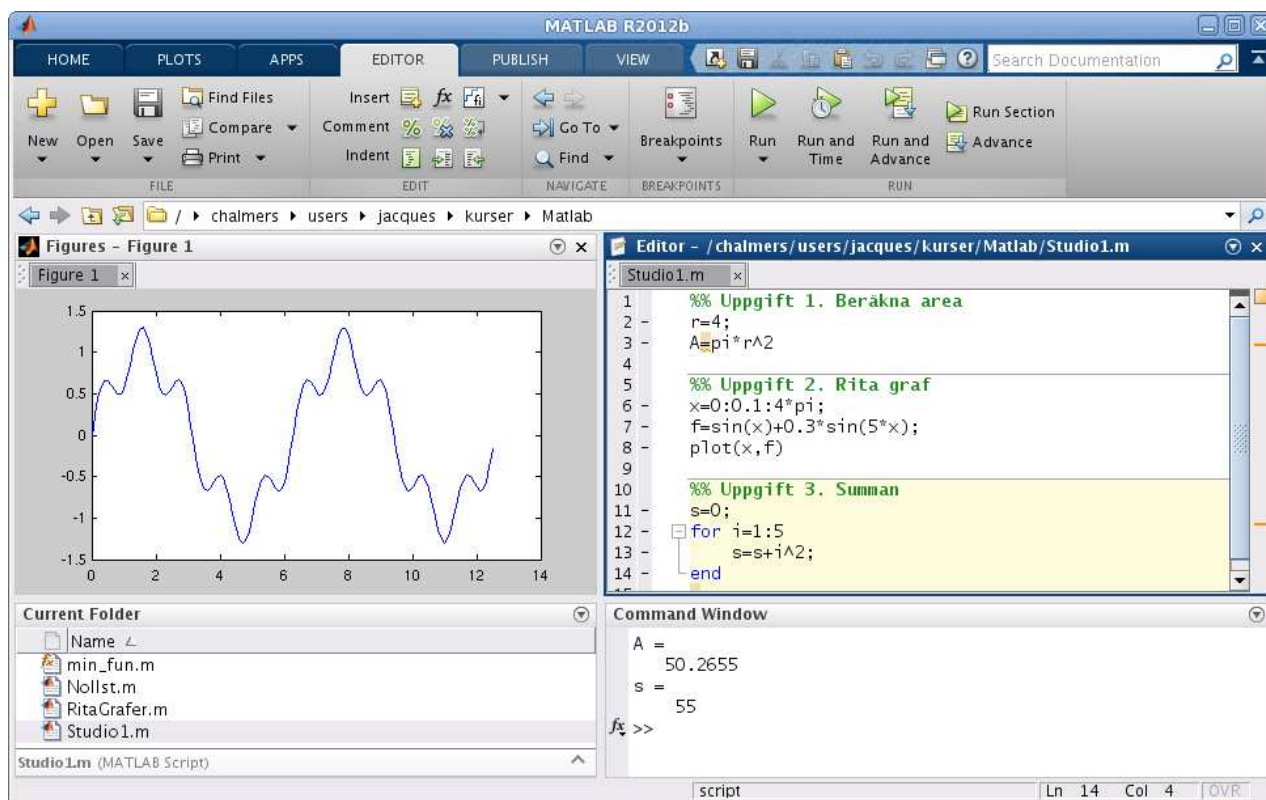 MATLAB R2012b
HOME PLOTS APPS EDITOR PUBLISH VIEW Search Documentation
New Open Save Find Files Compare Print
FILE
Insert fx fi
Comment % %
Indent
EDIT
Go To
Find
NAVIGATE
Breakpoints
BREAKPOINTS
Run Run and Time Run and Advance Run Section Advance
RUN
/ chalmers users jacques kurser Matlab
Figures - Figure 1
Figure 1
1.5
1
0.5
0
-0.5
-1
-1.5
0 2 4 6 8 10 12 14
Editor - /chalmers/users/jacques/kurser/Matlab/Studio1.m
Studio1.m
1 %% Uppgift 1. Beräkna area
2 - r=4;
3 - A=pi*r^2
4
5 %% Uppgift 2. Rita graf
6 - x=0:0.1:4*pi;
7 - f=sin(x)+0.3*sin(5*x);
8 - plot(x,f)
9
10 %% Uppgift 3. Summan
11 - s=0;
12 - for i=1:5
13 - s=s+i^2;
14 - end
Current Folder
Name
min_fun.m
Nollst.m
RitaGrafer.m
Studio1.m
Studio1.m (MATLAB Script)
Command Window
A =
50.2655
s =
55
fx >>
script Ln 14 Col 4 OVR